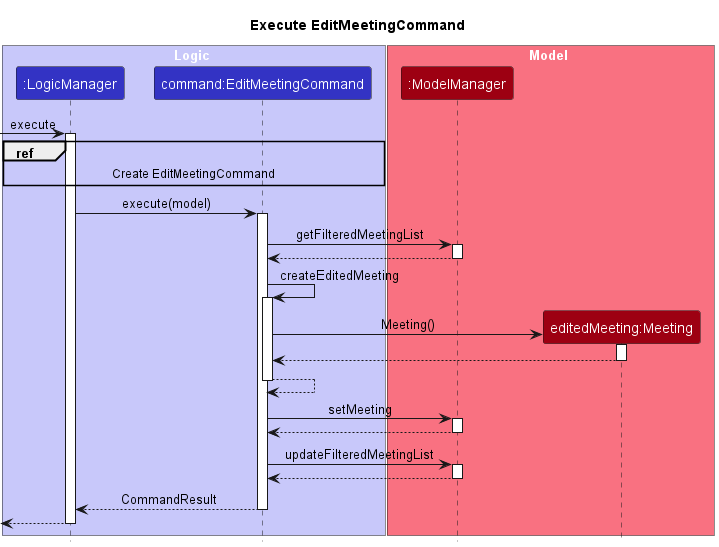 Execute EditMeetingCommand
Logic
Model
:LogicManager
command:EditMeetingCommand
:ModelManager
execute
ref
Create EditMeetingCommand
execute(model)
getFilteredMeetingList
createEditedMeeting
Meeting()
editedMeeting:Meeting
setMeeting
updateFilteredMeetingList
CommandResult